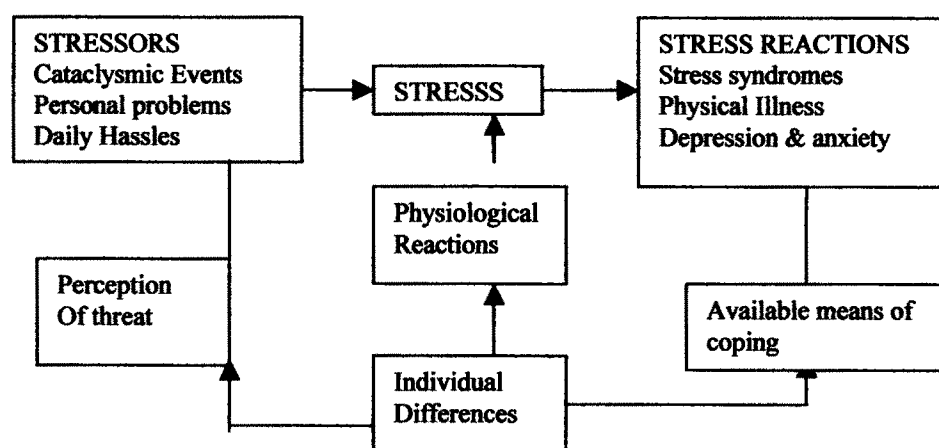 STRESSORS
Cataclysmic Events
Personal problems
Daily Hassles
STRESSS
STRESS REACTIONS
Stress syndromes
Physical Illness
Depression & anxiety
Physiological
Reactions
Perception
Of threat
Available means of
coping
Individual
Differences